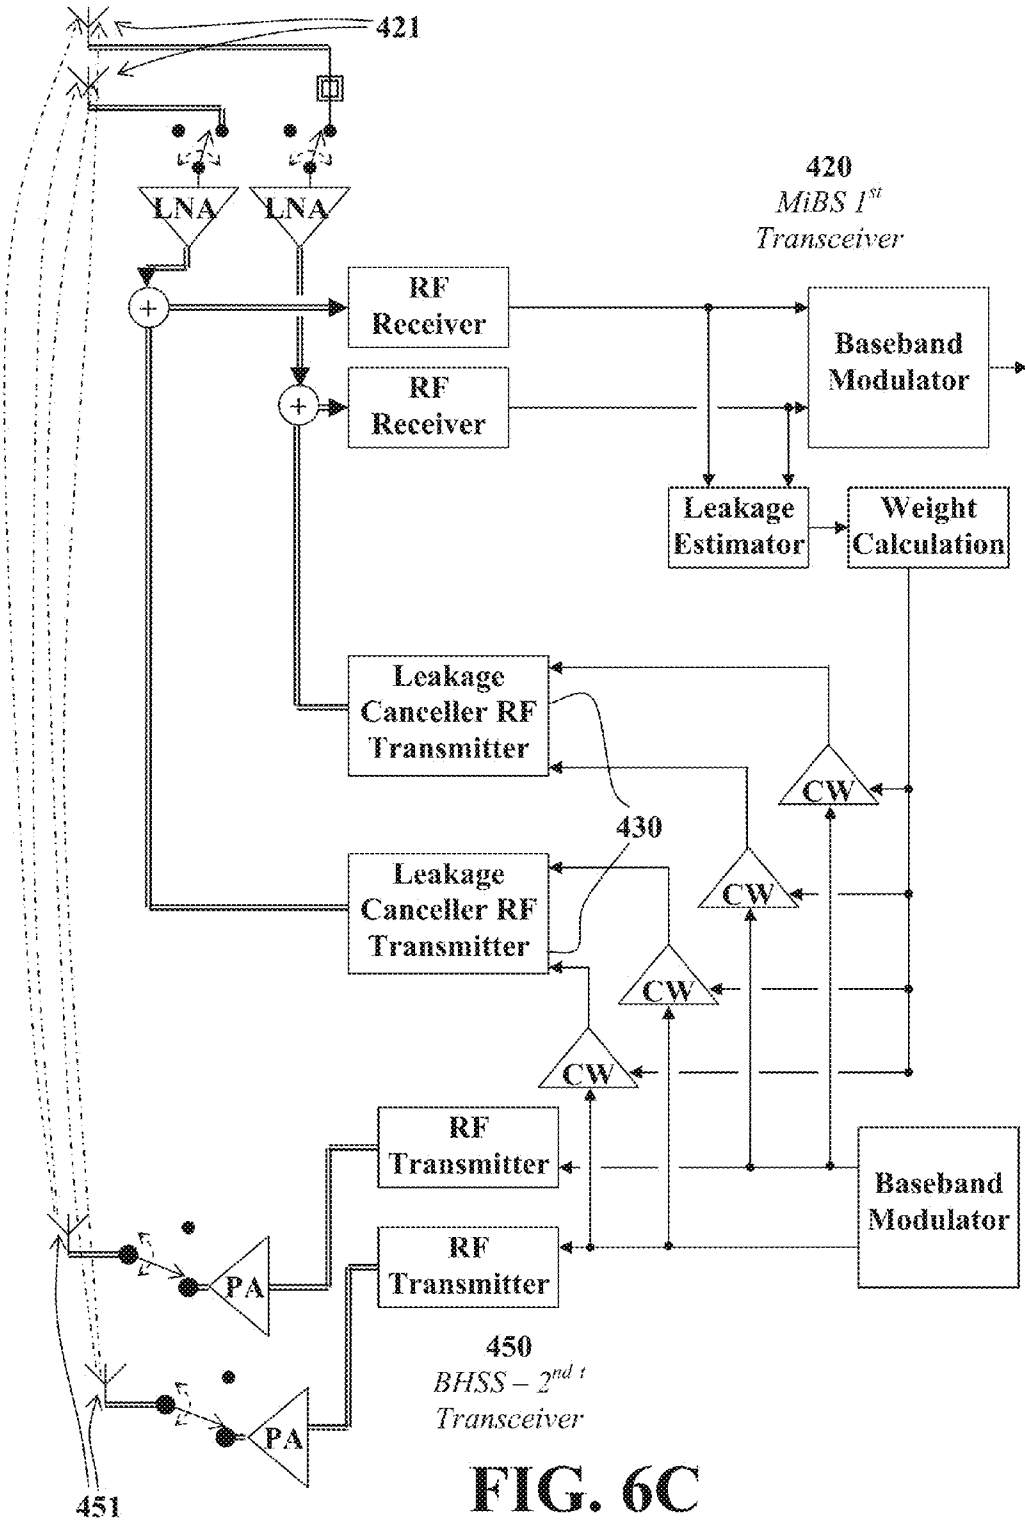 421
420
MiBS 1st
Transceiver
LNA
LNA
+
RF
Receiver
Baseband
Modulator
+
RF
Receiver
Leakage
Estimator
Weight
Calculation
Leakage
Canceller RF
Transmitter
CW
430
Leakage
Canceller RF
Transmitter
CW
CW
CW
RF
Transmitter
Baseband
Modulator
RF
Transmitter
PA
450
BHSS – 2nd t
Transceiver
PA
451
FIG. 6C